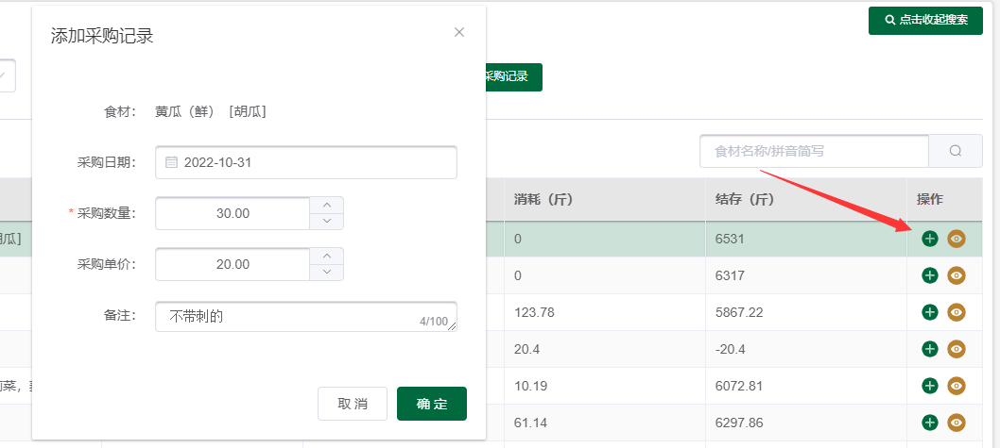 添加采购记录
点击收起搜索
采购记录
食材： 黄瓜（鲜） [胡瓜]
采购日期： 2022-10-31
食材名称/拼音简写
* 采购数量： 30.00
采购单价： 20.00
备注： 不带刺的
4/100
取消 确定
消耗（斤） 结存（斤） 操作
胡瓜] 0 6531
0 6317
123.78 5867.22
20.4 -20.4
菜， 10.19 6072.81
61.14 6297.86